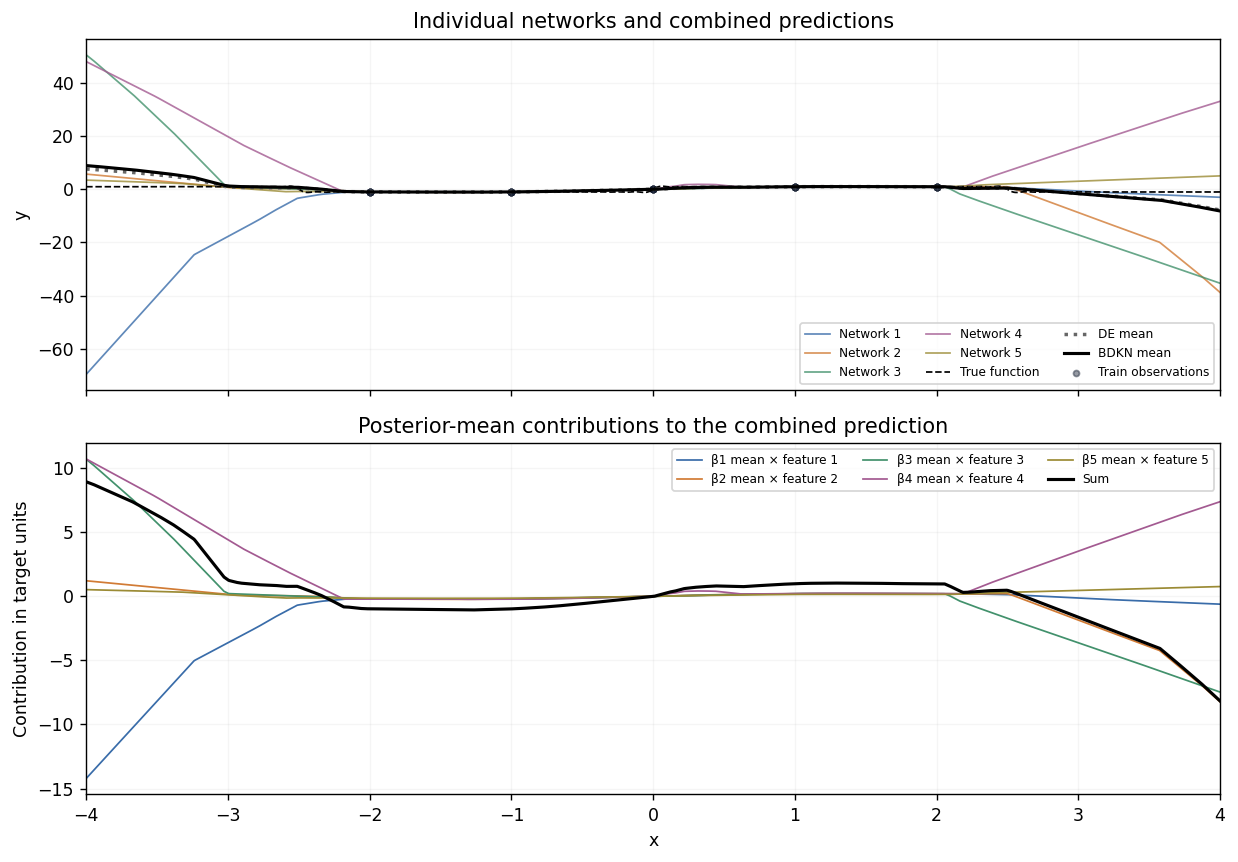 Individual networks and combined predictions
40
20
0
−20
−40
−60
y
Network 1
Network 2
Network 3
Network 4
Network 5
True function
DE mean
BDKN mean
Train observations
Posterior-mean contributions to the combined prediction
10
5
0
−5
−10
−15
Contribution in target units
β1 mean × feature 1
β2 mean × feature 2
β3 mean × feature 3
β4 mean × feature 4
β5 mean × feature 5
Sum
−4 −3 −2 −1 0 1 2 3 4
x